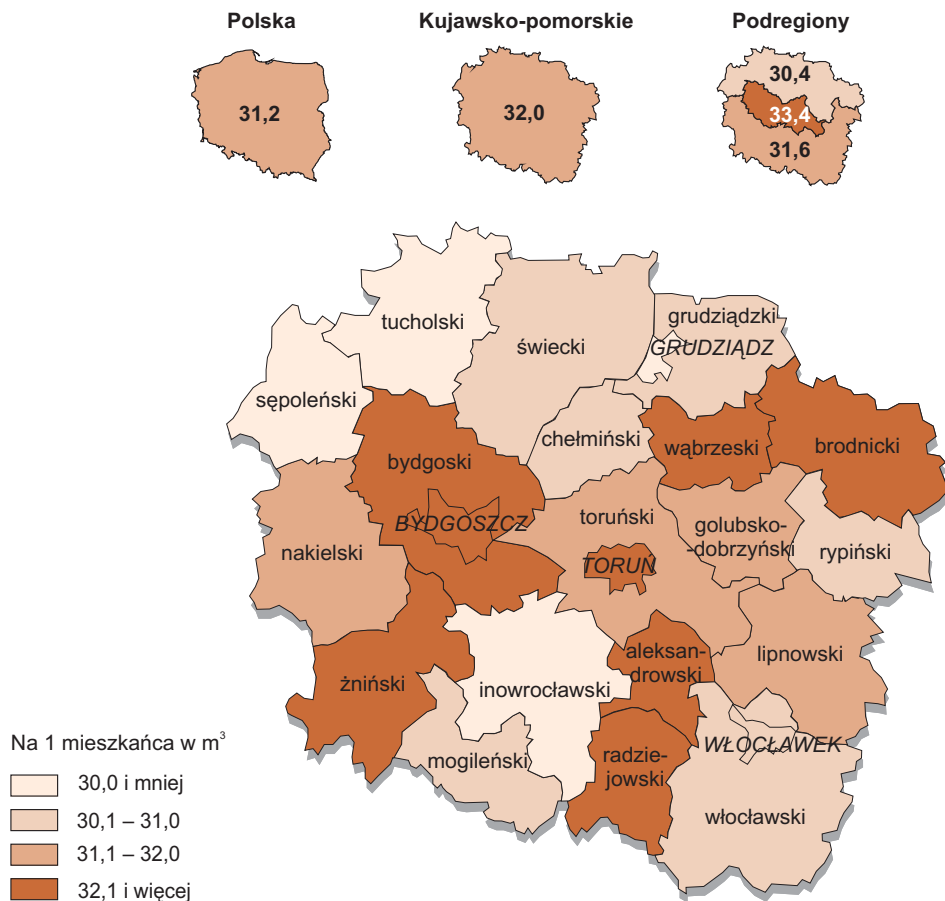 Polska
Kujawsko-pomorskie
Podregiony
31,2
32,0
30,4
33,4
31,6
tucholski
świecki
grudziądzki
GRUDZIĄDZ
sępoleński
chełmiński
wąbrzeski
brodnicki
bydgoski
BYDGOSZCZ
toruński
TORUŃ
golubsko-
-dobrzyński
rypiński
nakielski
żniński
inowrocławski
aleksan-
drowski
lipnowski
mogileński
radzie-
jowski
WŁOCŁAWEK
włocławski
Na 1 mieszkańca w m³
30,0 i mniej
30,1 – 31,0
31,1 – 32,0
32,1 i więcej